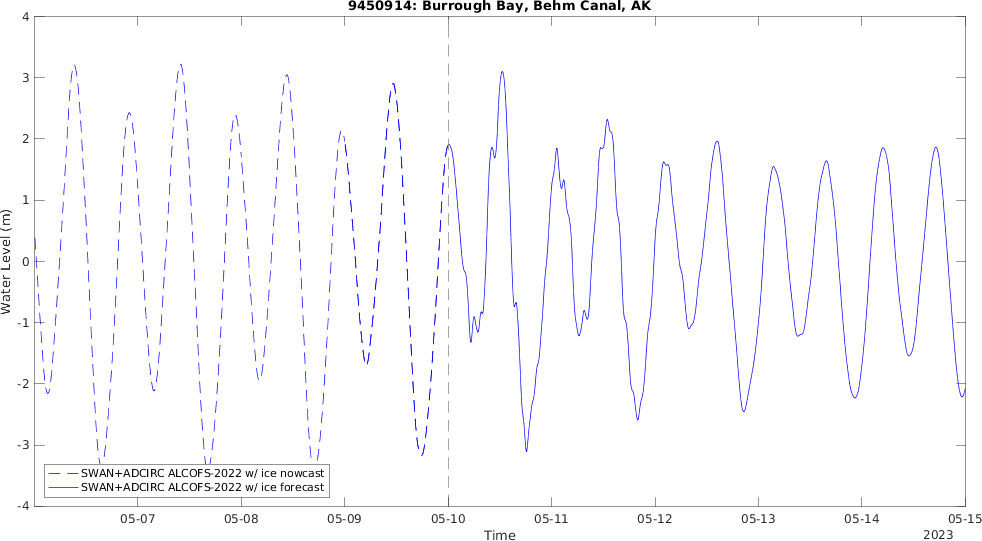 9450914: Burrough Bay, Behm Canal, AK
4
3
2
1
0
-1
-2
-3
-4
Water Level (m)
SWAN+ADCIRC ALCOFS-2022 w/ ice nowcast
SWAN+ADCIRC ALCOFS-2022 w/ ice forecast
05-07 05-08 05-09 05-10 05-11 05-12 05-13 05-14 05-15
Time
2023